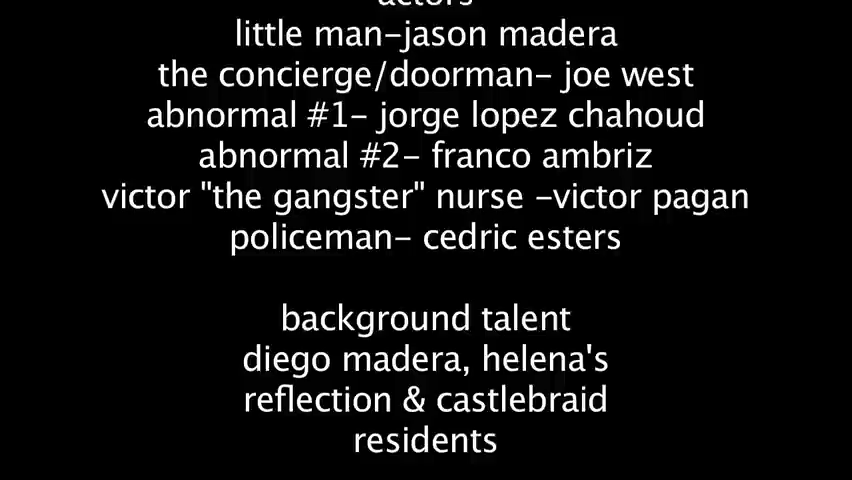 actors
little man-jason madera
the concierge/doorman- joe west
abnormal #1- jorge lopez chahoud
abnormal #2- franco ambriz
victor "the gangster" nurse -victor pagan
policeman- cedric esters
background talent
diego madera, helena's
reflection & castlebraid
residents